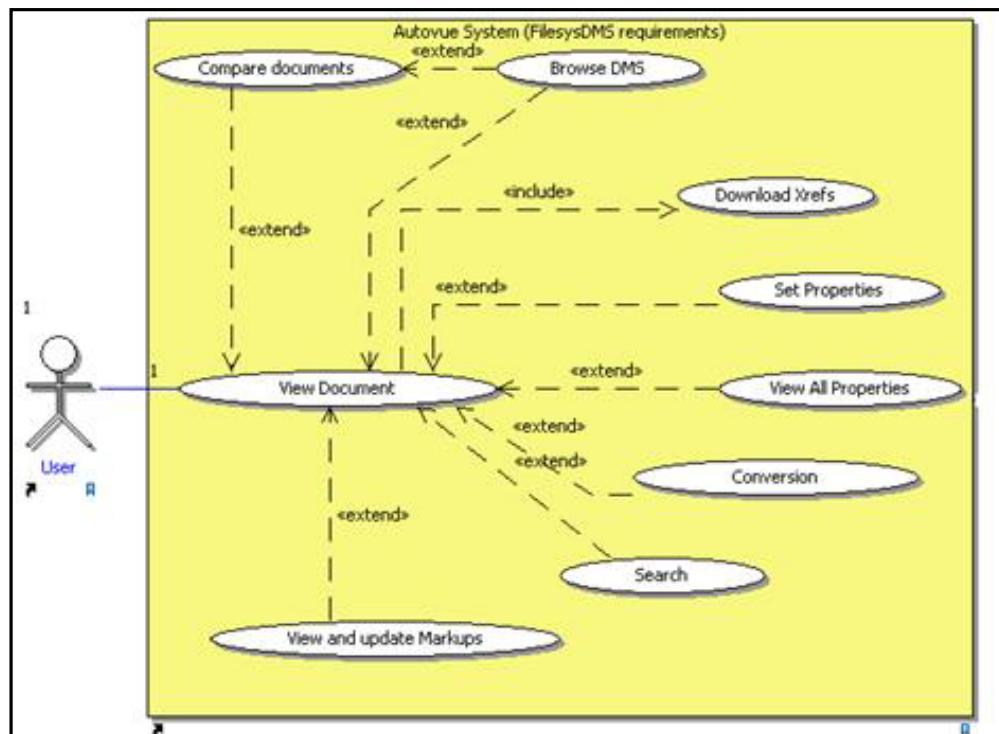 Autovue System (FilesysDMS requirements)
«extend»
Compare documents
Browse DMS
«extend»
«include»
Download Xrefs
«extend»
«extend»
Set Properties
1
1
View Document
«extend»
View All Properties
«extend»
«extend»
User
Conversion
«extend»
Search
View and update Markups